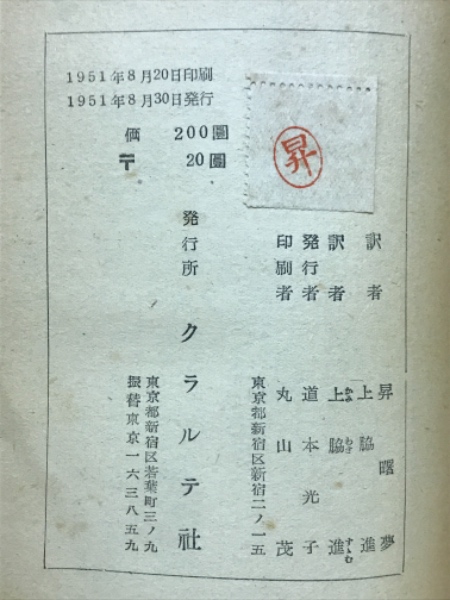 1951年8月20日印刷
1951年8月30日発行
価 200圓
〒 20圓
昇
訳者 昇曙夢
上脇進
訳者 上脇進
発行者 道本光子
印刷者 丸山茂
東京都新宿区新宿二ノ一五
発行所 クラルテ社
東京都新宿区若葉町三ノ九
振替東京一六三八五九